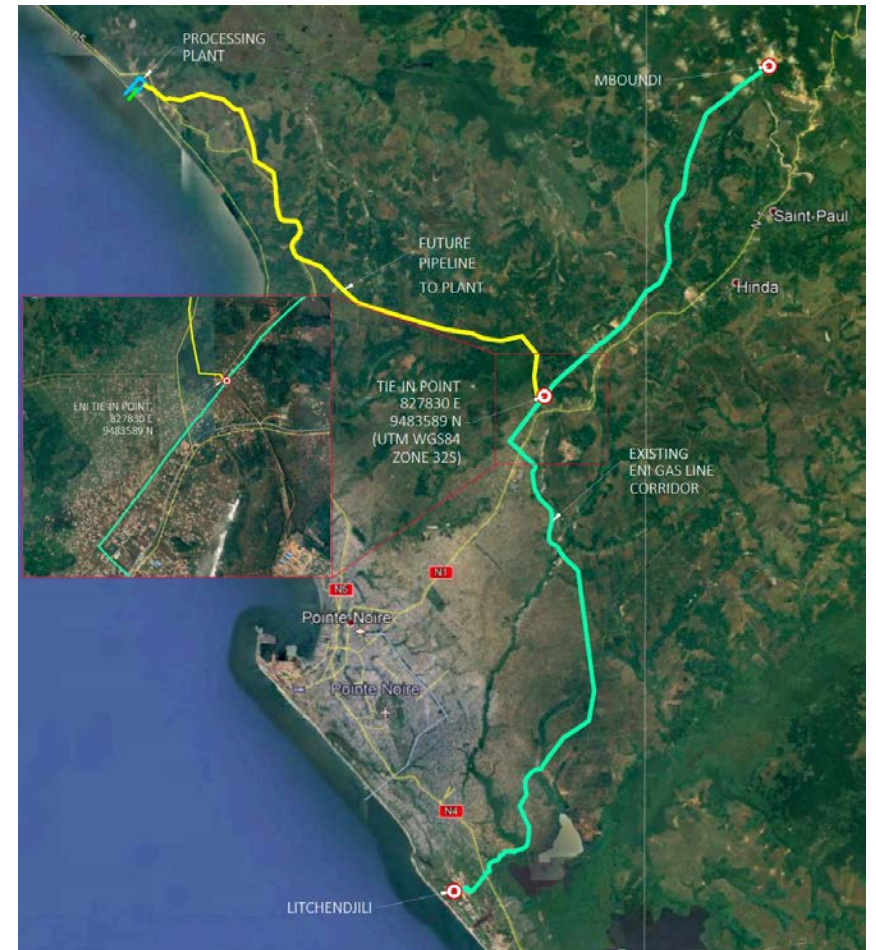 PROCESSING
PLANT
MBOUNDI
Saint-Paul
Hinda
FUTURE
PIPELINE
TO PLANT
TIE-IN POINT
827830 E
9483589 N
(UTM WGS84
ZONE 32S)
ENI TIE-IN POINT,
827830 E
9483589 N
EXISTING
ENI GAS LINE
CORRIDOR
N1
N5
Pointe-Noire
Pointe Noire
N4
LITCHENDJILI